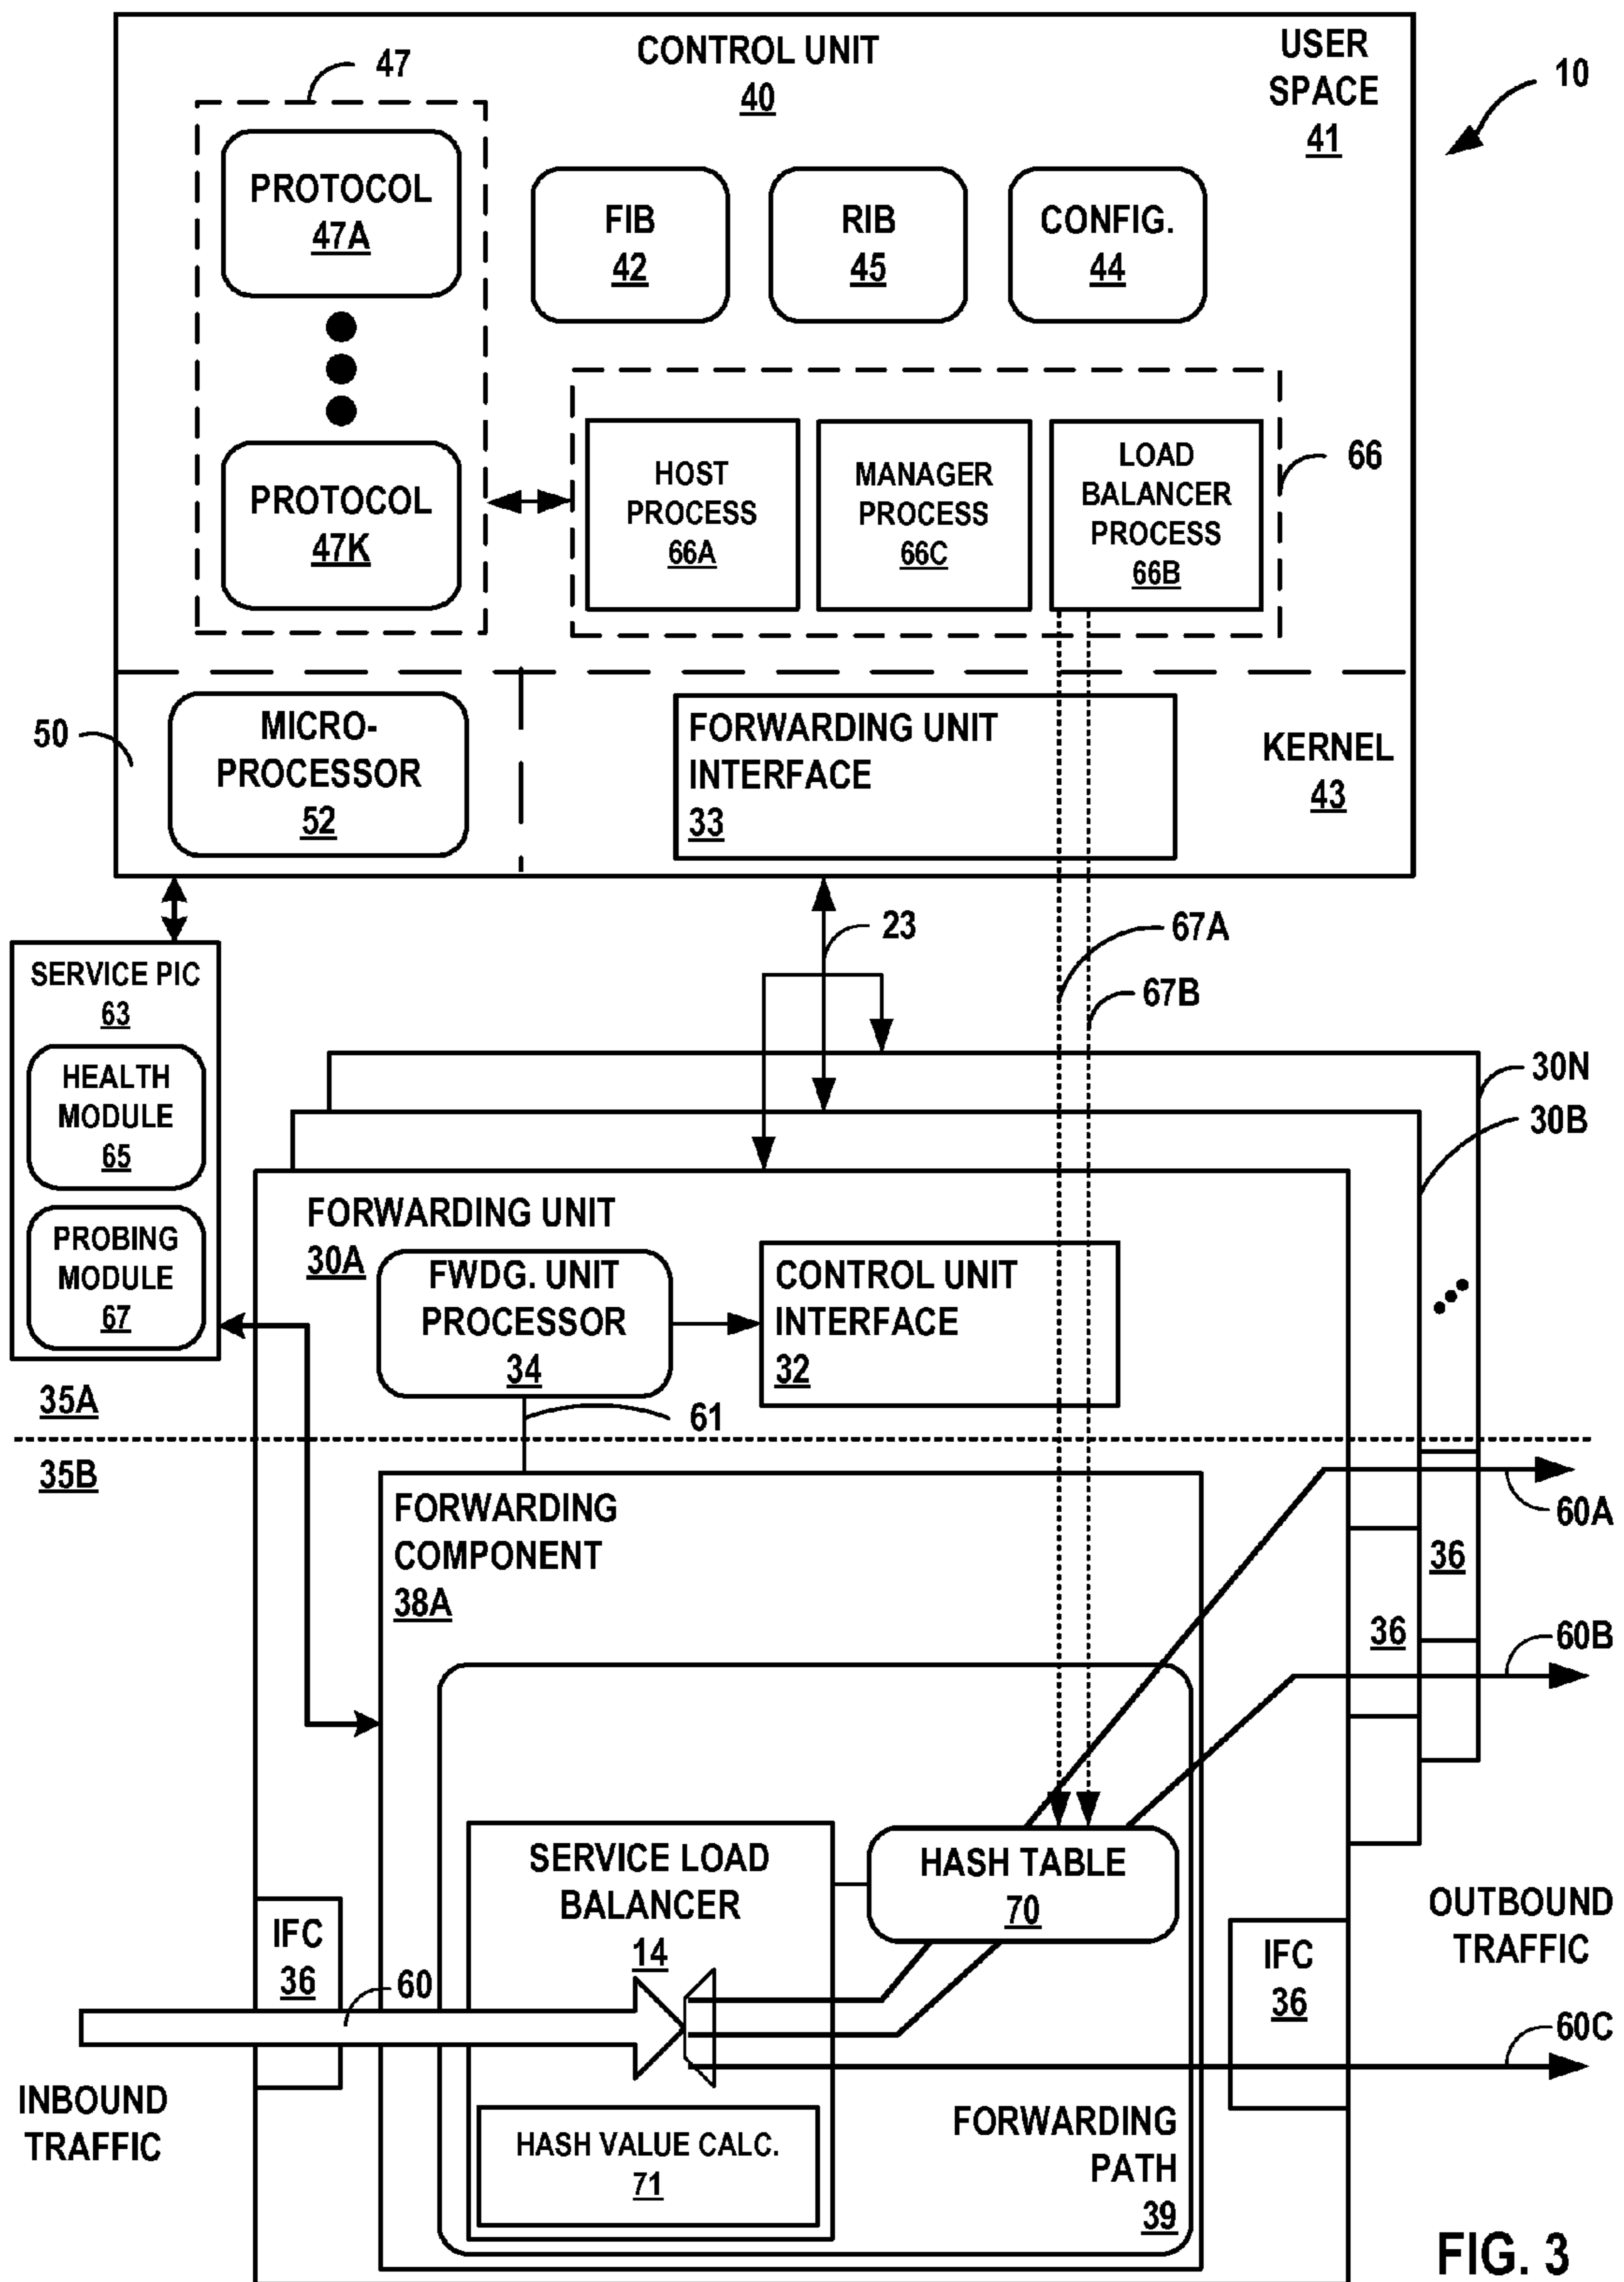 CONTROL UNIT
40
USER
SPACE
41
10
47
PROTOCOL
47A
FIB
42
RIB
45
CONFIG.
44
PROTOCOL
47K
HOST
PROCESS
66A
MANAGER
PROCESS
66C
LOAD
BALANCER
PROCESS
66B
66
50
MICRO-
PROCESSOR
52
FORWARDING UNIT
INTERFACE
33
KERNEL
43
23
67A
67B
SERVICE PIC
63
HEALTH
MODULE
65
PROBING
MODULE
67
30N
30B
FORWARDING UNIT
30A
FWDG. UNIT
PROCESSOR
34
CONTROL UNIT
INTERFACE
32
61
35A
35B
FORWARDING
COMPONENT
38A
60A
36
36
60B
SERVICE LOAD
BALANCER
14
HASH TABLE
70
OUTBOUND
TRAFFIC
IFC
36
60
IFC
36
60C
INBOUND
TRAFFIC
HASH VALUE CALC.
71
FORWARDING
PATH
39
FIG. 3